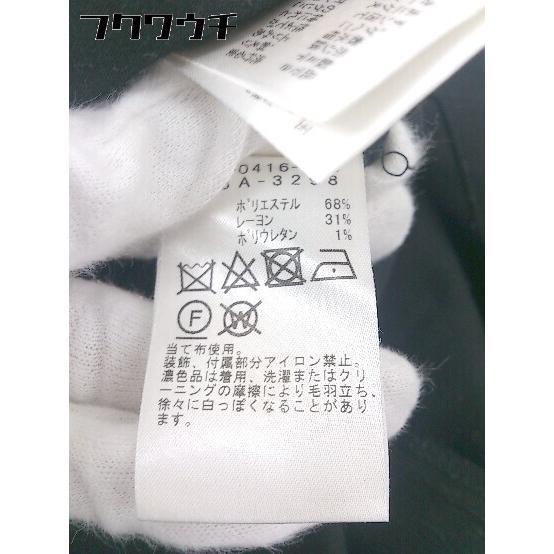 フクワウチ
0416-
A-3298
ポリエステル 68%
レーヨン 31%
ポリウレタン 1%
F W
当て布使用。
装飾、付属部分アイロン禁止。
濃色品は着用、洗濯またはクリ
ーニングの摩擦により毛羽立ち、
徐々に白っぽくなることがあり
ます。